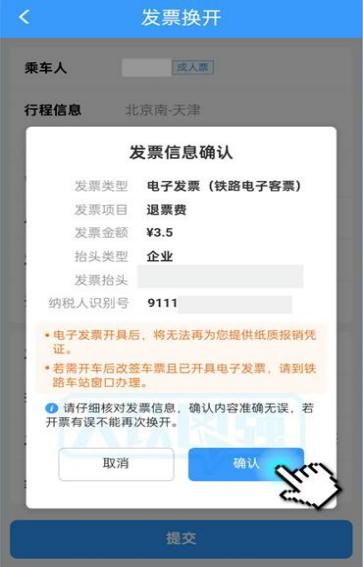 发票换开
乘车人 成人票
行程信息 北京南-天津
发票信息确认
发票类型 电子发票（铁路电子客票）
发票项目 退票费
发票金额 ¥3.5
抬头类型 企业
发票抬头
纳税人识别号 9111
•电子发票开具后，将无法再为您提供纸质报销凭
证。
•若需开车后改签车票且已开具电子发票，请到铁
路车站窗口办理。
请仔细核对发票信息，确认内容准确无误，若
开票有误不能再次换开。
取消 确认
提交